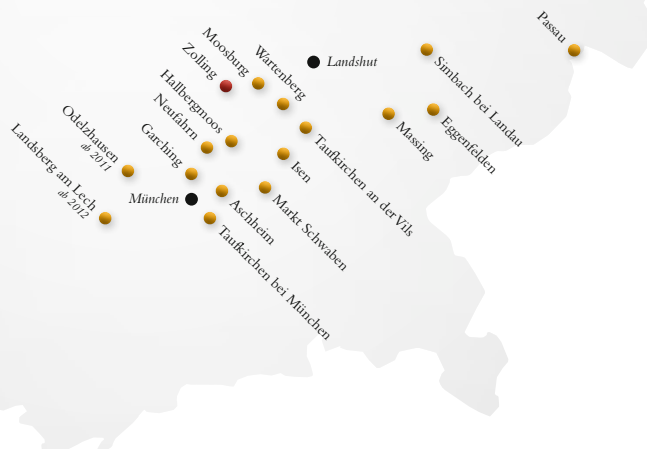 Passau
Moosburg
Wartenberg
Landshut
Zolling
Simbach bei Landau
Hallbergmoos
Neufahrn
Eggenfelden
Massing
Odelzhausen
ab 2011
Garching
Taufkirchen an der Vils
Isen
Landsberg am Lech
ab 2012
München
Markt Schwaben
Aschheim
Taufkirchen bei München